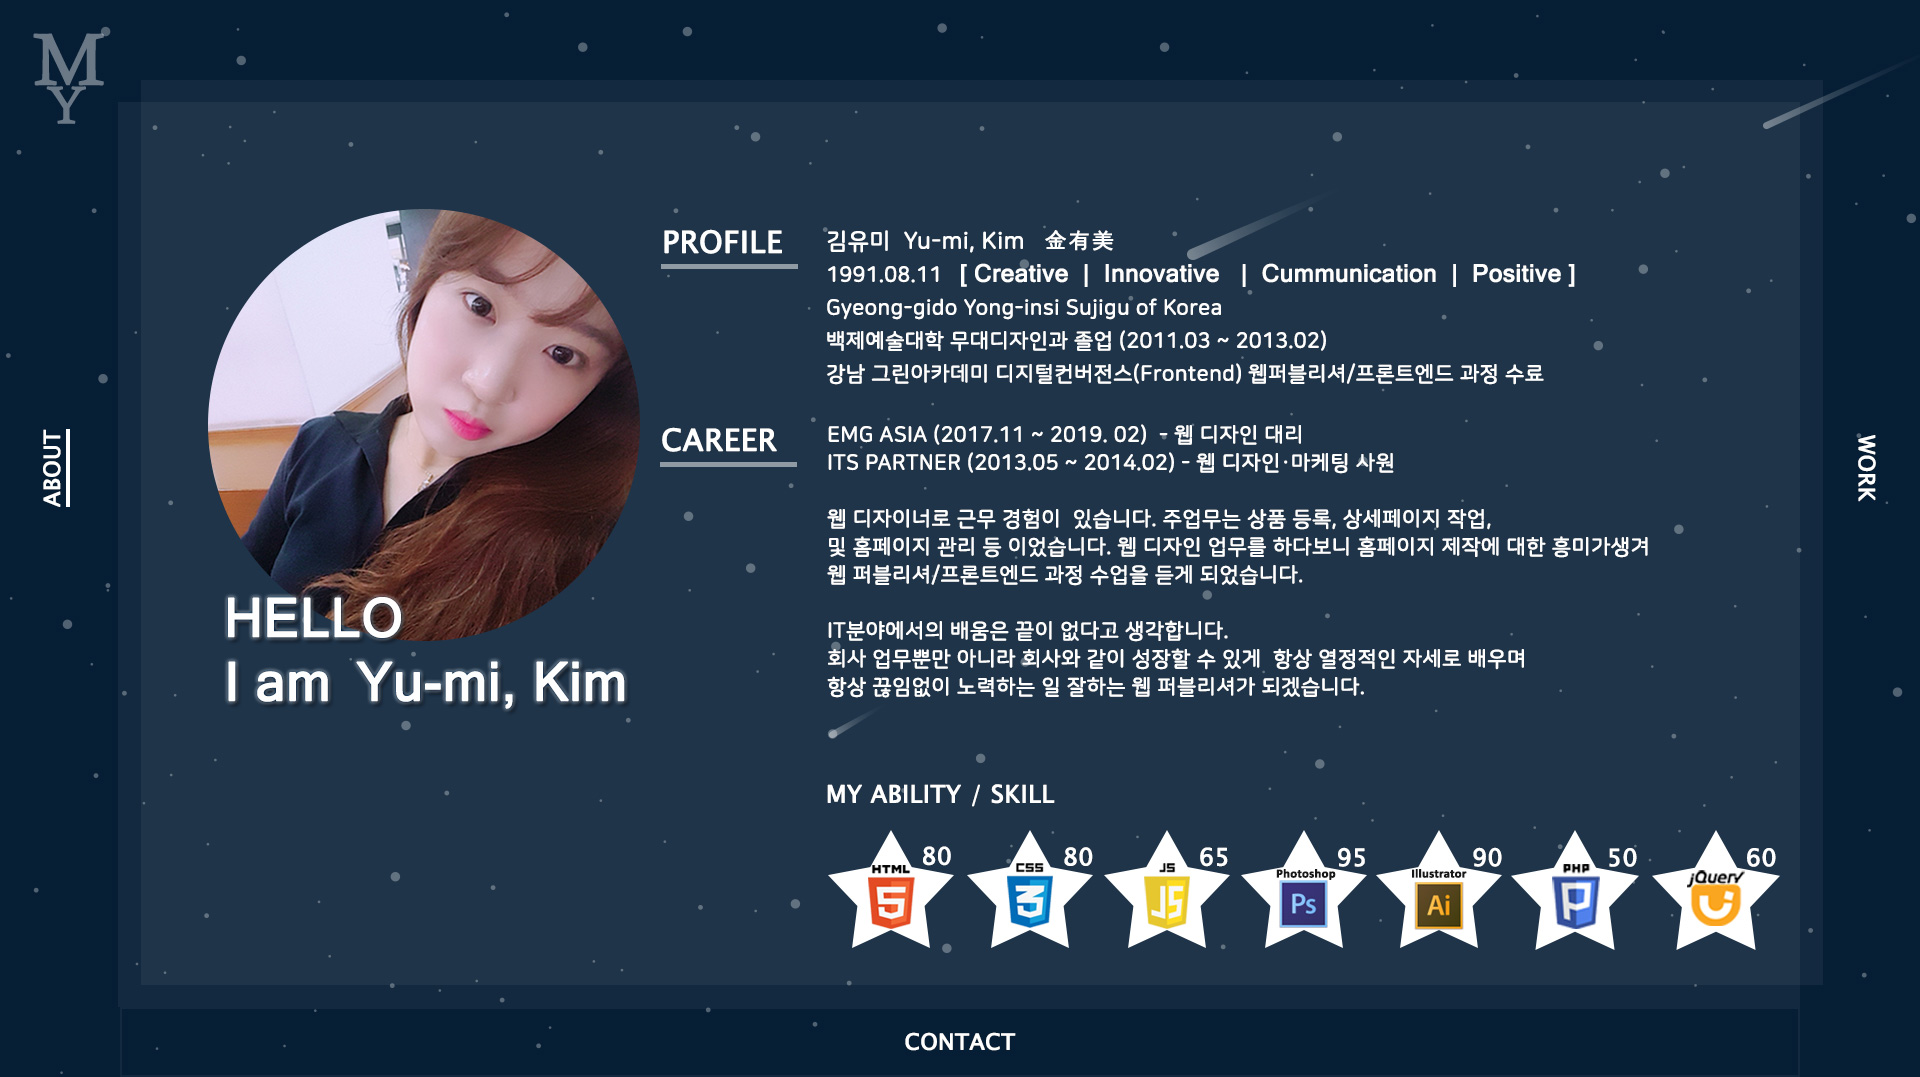 M
Y
ABOUT
HELLO
I am Yu-mi, Kim
PROFILE
김유미 Yu-mi, Kim 金有美
1991.08.11 [ Creative | Innovative | Cummunication | Positive ]
Gyeong-gido Yong-insi Sujigu of Korea
백제예술대학 무대디자인과 졸업 (2011.03 ~ 2013.02)
강남 그린아카데미 디지털컨버전스(Frontend) 웹퍼블리셔/프론트엔드 과정 수료
CAREER
EMG ASIA (2017.11 ~ 2019. 02) - 웹 디자인 대리
ITS PARTNER (2013.05 ~ 2014.02) - 웹 디자인·마케팅 사원
웹 디자이너로 근무 경험이 있습니다. 주업무는 상품 등록, 상세페이지 작업,
및 홈페이지 관리 등 이었습니다. 웹 디자인 업무를 하다보니 홈페이지 제작에 대한 흥미가생겨
웹 퍼블리셔/프론트엔드 과정 수업을 듣게 되었습니다.
IT분야에서의 배움은 끝이 없다고 생각합니다.
회사 업무뿐만 아니라 회사와 같이 성장할 수 있게 항상 열정적인 자세로 배우며
항상 끊임없이 노력하는 일 잘하는 웹 퍼블리셔가 되겠습니다.
MY ABILITY / SKILL
HTML 5 80
CSS 3 80
JS JS 65
Photoshop Ps 95
Illustrator Ai 90
PHP P 50
jQuery 60
WORK
CONTACT